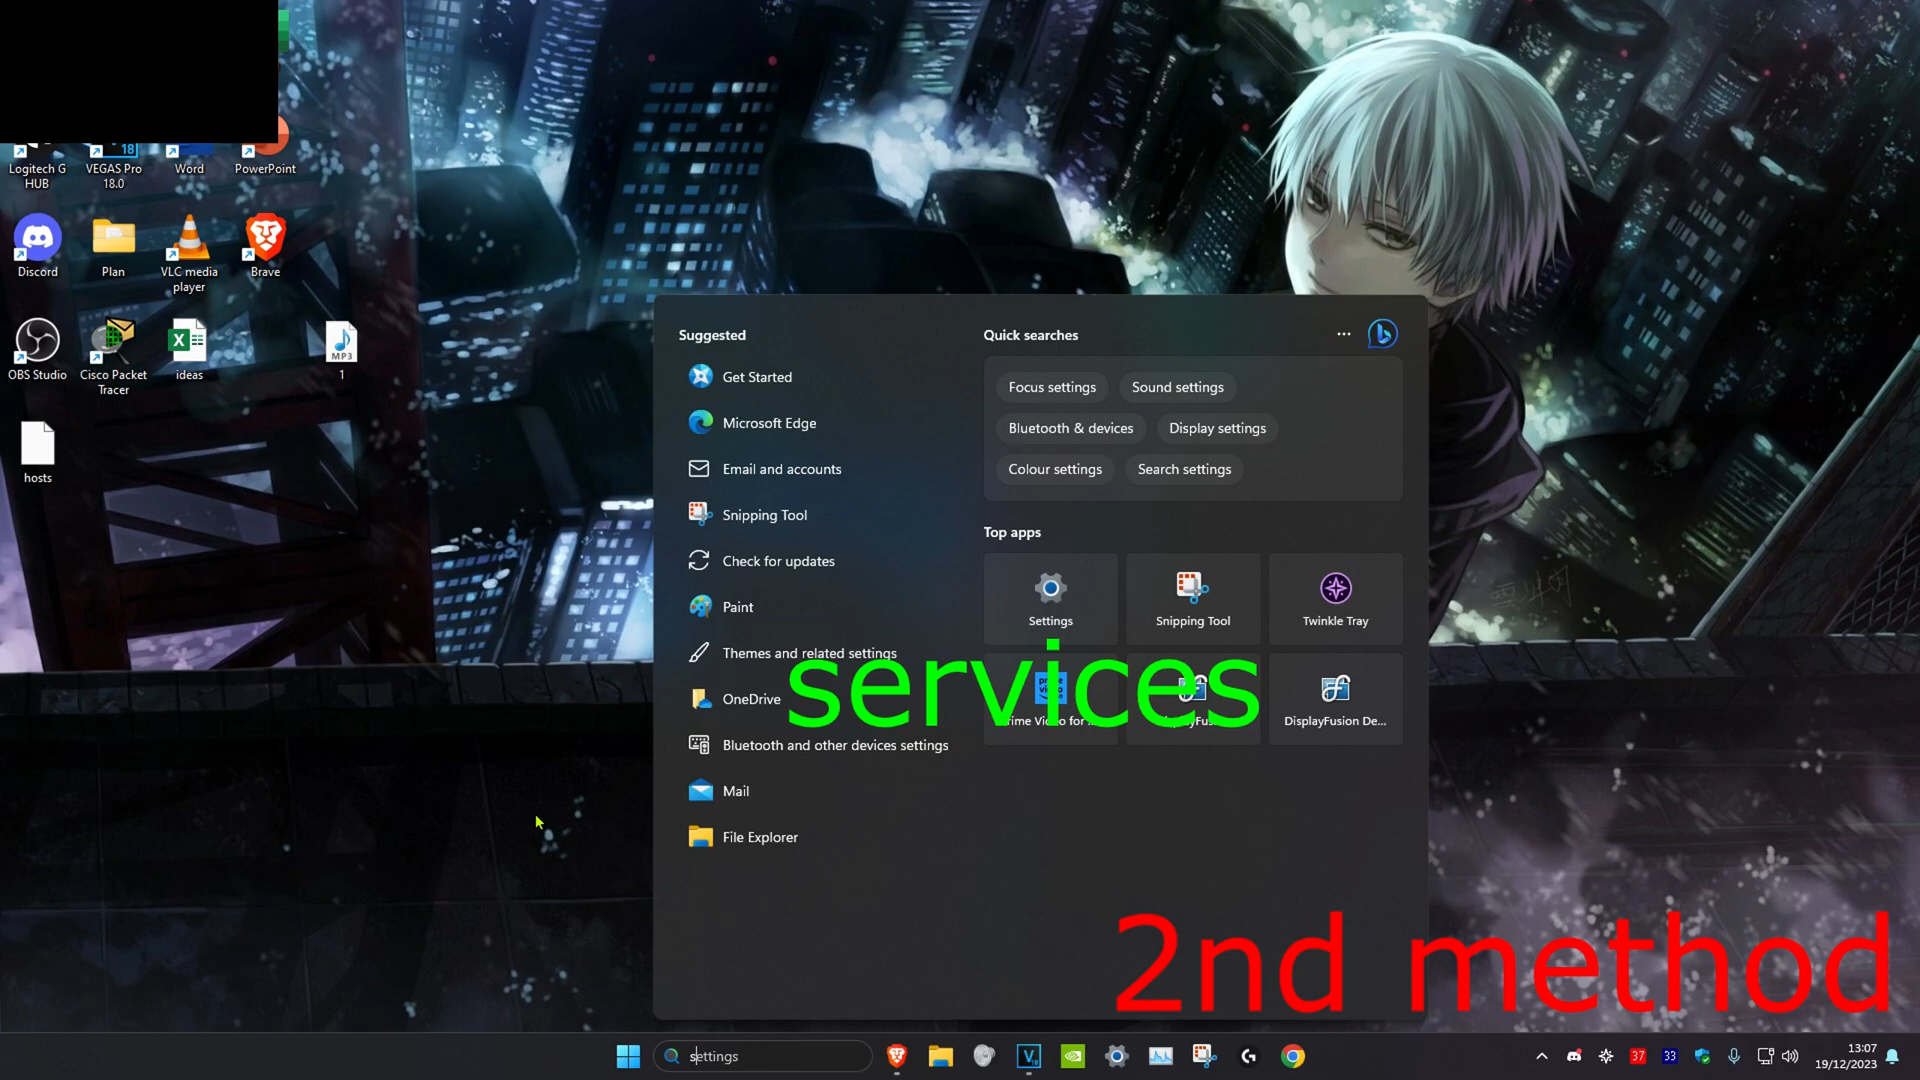 Logitech G
HUB
18
VEGAS Pro
18.0
Word
PowerPoint
Discord
Plan
VLC media
player
Brave
OBS Studio
Cisco Packet
Tracer
ideas
MP3
1
hosts
Suggested
Get Started
Microsoft Edge
Email and accounts
Snipping Tool
Check for updates
Paint
Themes and related settings
OneDrive
Bluetooth and other devices settings
Mail
File Explorer
Quick searches
Focus settings
Sound settings
Bluetooth & devices
Display settings
Colour settings
Search settings
Top apps
Settings
Snipping Tool
Twinkle Tray
prime
video
DisplayFusion De...
services
2nd method
settings
37
33
13:07
19/12/2023